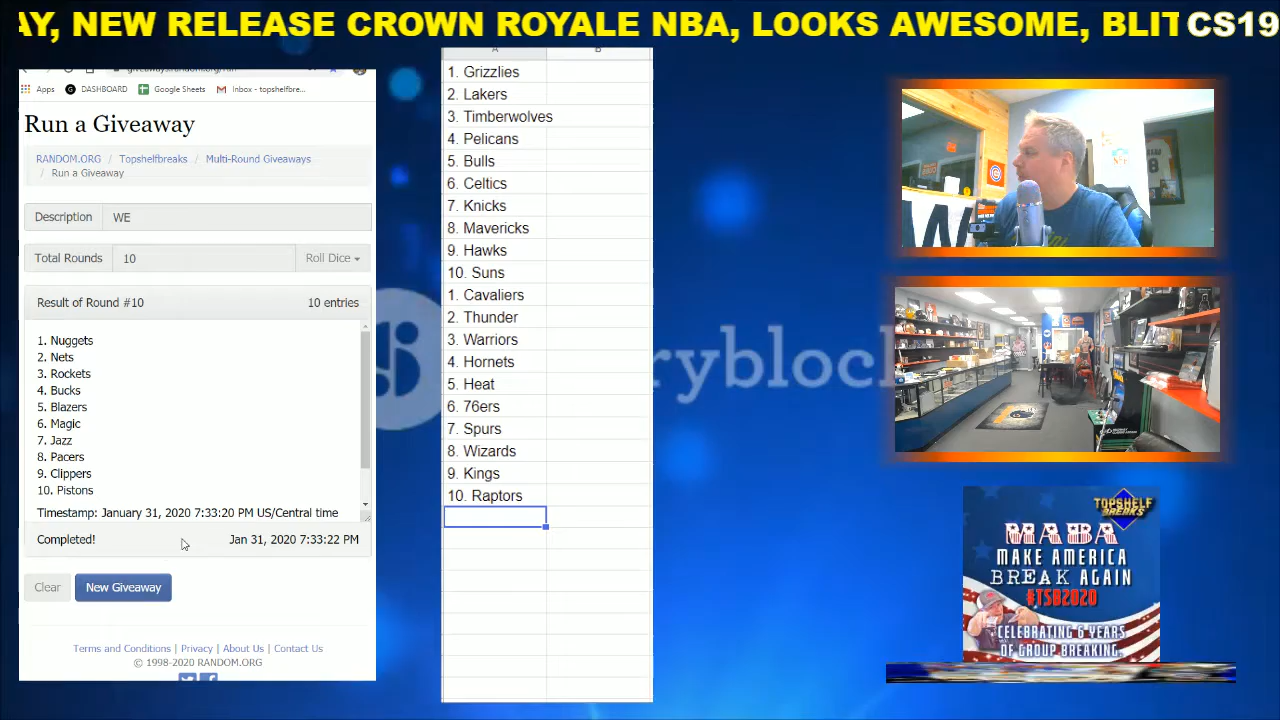 AY, NEW RELEASE CROWN ROYALE NBA, LOOKS AWESOME, BLIT CS19
Apps DASHBOARD Google Sheets Inbox - topshelfbre...
Run a Giveaway
RANDOM.ORG / Topshelfbreaks / Multi-Round Giveaways
/ Run a Giveaway
Description WE
Total Rounds 10 Roll Dice
Result of Round #10 10 entries
1. Nuggets
2. Nets
3. Rockets
4. Bucks
5. Blazers
6. Magic
7. Jazz
8. Pacers
9. Clippers
10. Pistons
Timestamp: January 31, 2020 7:33:20 PM US/Central time
Completed! Jan 31, 2020 7:33:22 PM
Clear New Giveaway
Terms and Conditions | Privacy | About Us | Contact Us
© 1998-2020 RANDOM.ORG
A B
1. Grizzlies
2. Lakers
3. Timberwolves
4. Pelicans
5. Bulls
6. Celtics
7. Knicks
8. Mavericks
9. Hawks
10. Suns
1. Cavaliers
2. Thunder
3. Warriors
4. Hornets
5. Heat
6. 76ers
7. Spurs
8. Wizards
9. Kings
10. Raptors
ryblock
TOPSHELF
BREAKS
MABA
MAKE AMERICA
BREAK AGAIN
#TSB2020
CELEBRATING 6 YEARS
OF GROUP BREAKING.